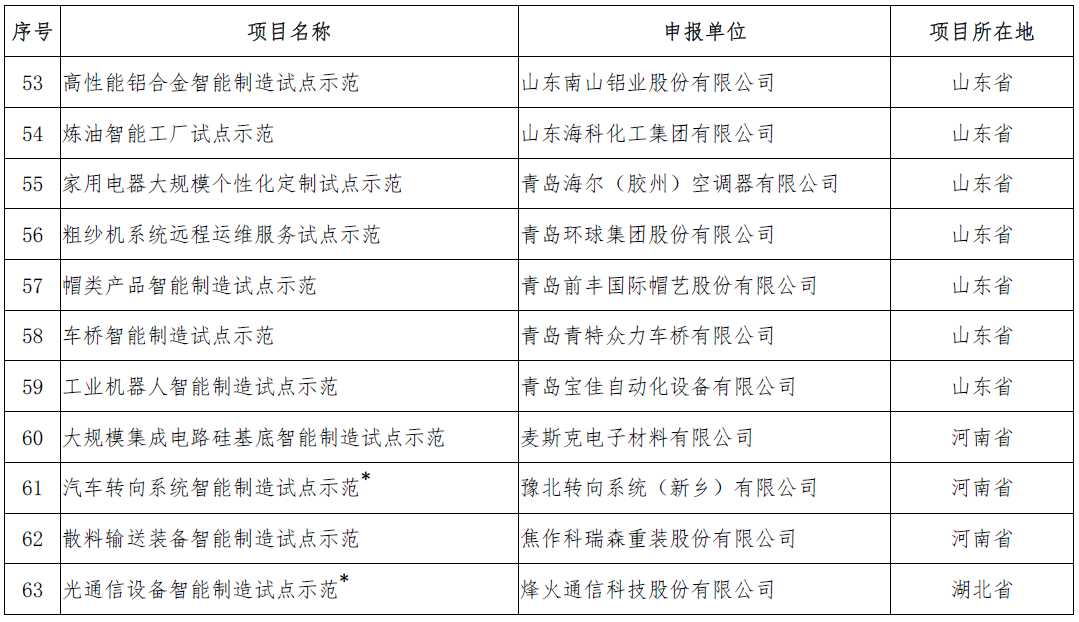 序号 项目名称 申报单位 项目所在地
53 高性能铝合金智能制造试点示范 山东南山铝业股份有限公司 山东省
54 炼油智能工厂试点示范 山东海科化工集团有限公司 山东省
55 家用电器大规模个性化定制试点示范 青岛海尔（胶州）空调器有限公司 山东省
56 粗纱机系统远程运维服务试点示范 青岛环球集团股份有限公司 山东省
57 帽类产品智能制造试点示范 青岛前丰国际帽艺股份有限公司 山东省
58 车桥智能制造试点示范 青岛青特众力车桥有限公司 山东省
59 工业机器人智能制造试点示范 青岛宝佳自动化设备有限公司 山东省
60 大规模集成电路硅基底智能制造试点示范 麦斯克电子材料有限公司 河南省
61 汽车转向系统智能制造试点示范* 豫北转向系统（新乡）有限公司 河南省
62 散料输送装备智能制造试点示范 焦作科瑞森重装股份有限公司 河南省
63 光通信设备智能制造试点示范* 烽火通信科技股份有限公司 湖北省